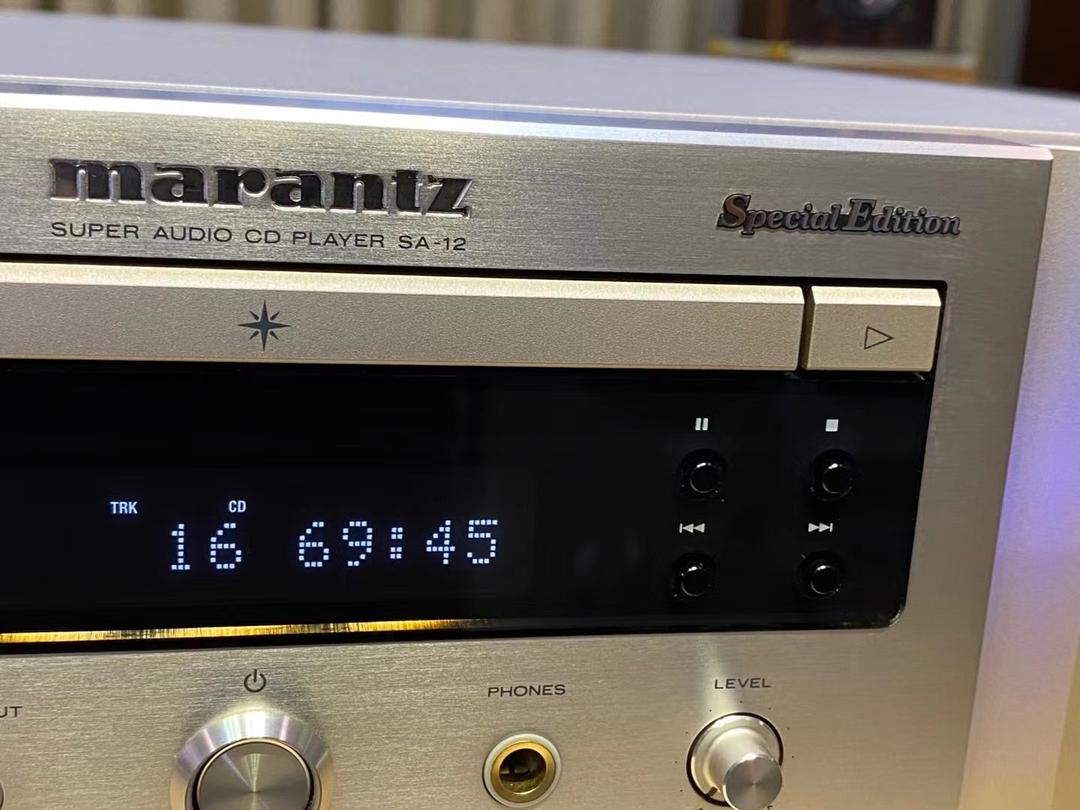 marantz
Special Edition
SUPER AUDIO CD PLAYER SA-12
TRK CD
16 69:45
PHONES
LEVEL